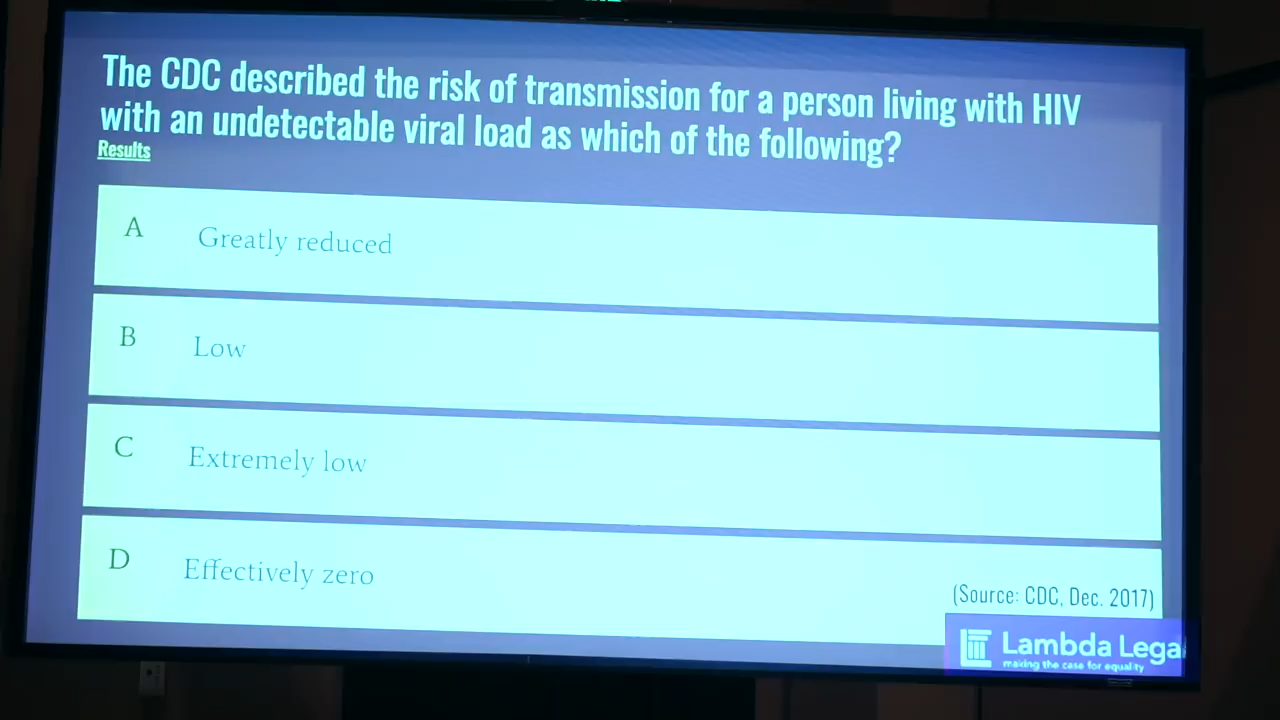 The CDC described the risk of transmission for a person living with HIV
with an undetectable viral load as which of the following?
Results
A Greatly reduced
B Low
C Extremely low
D Effectively zero
(Source: CDC, Dec. 2017)
Lambda Lega
making the case for equality